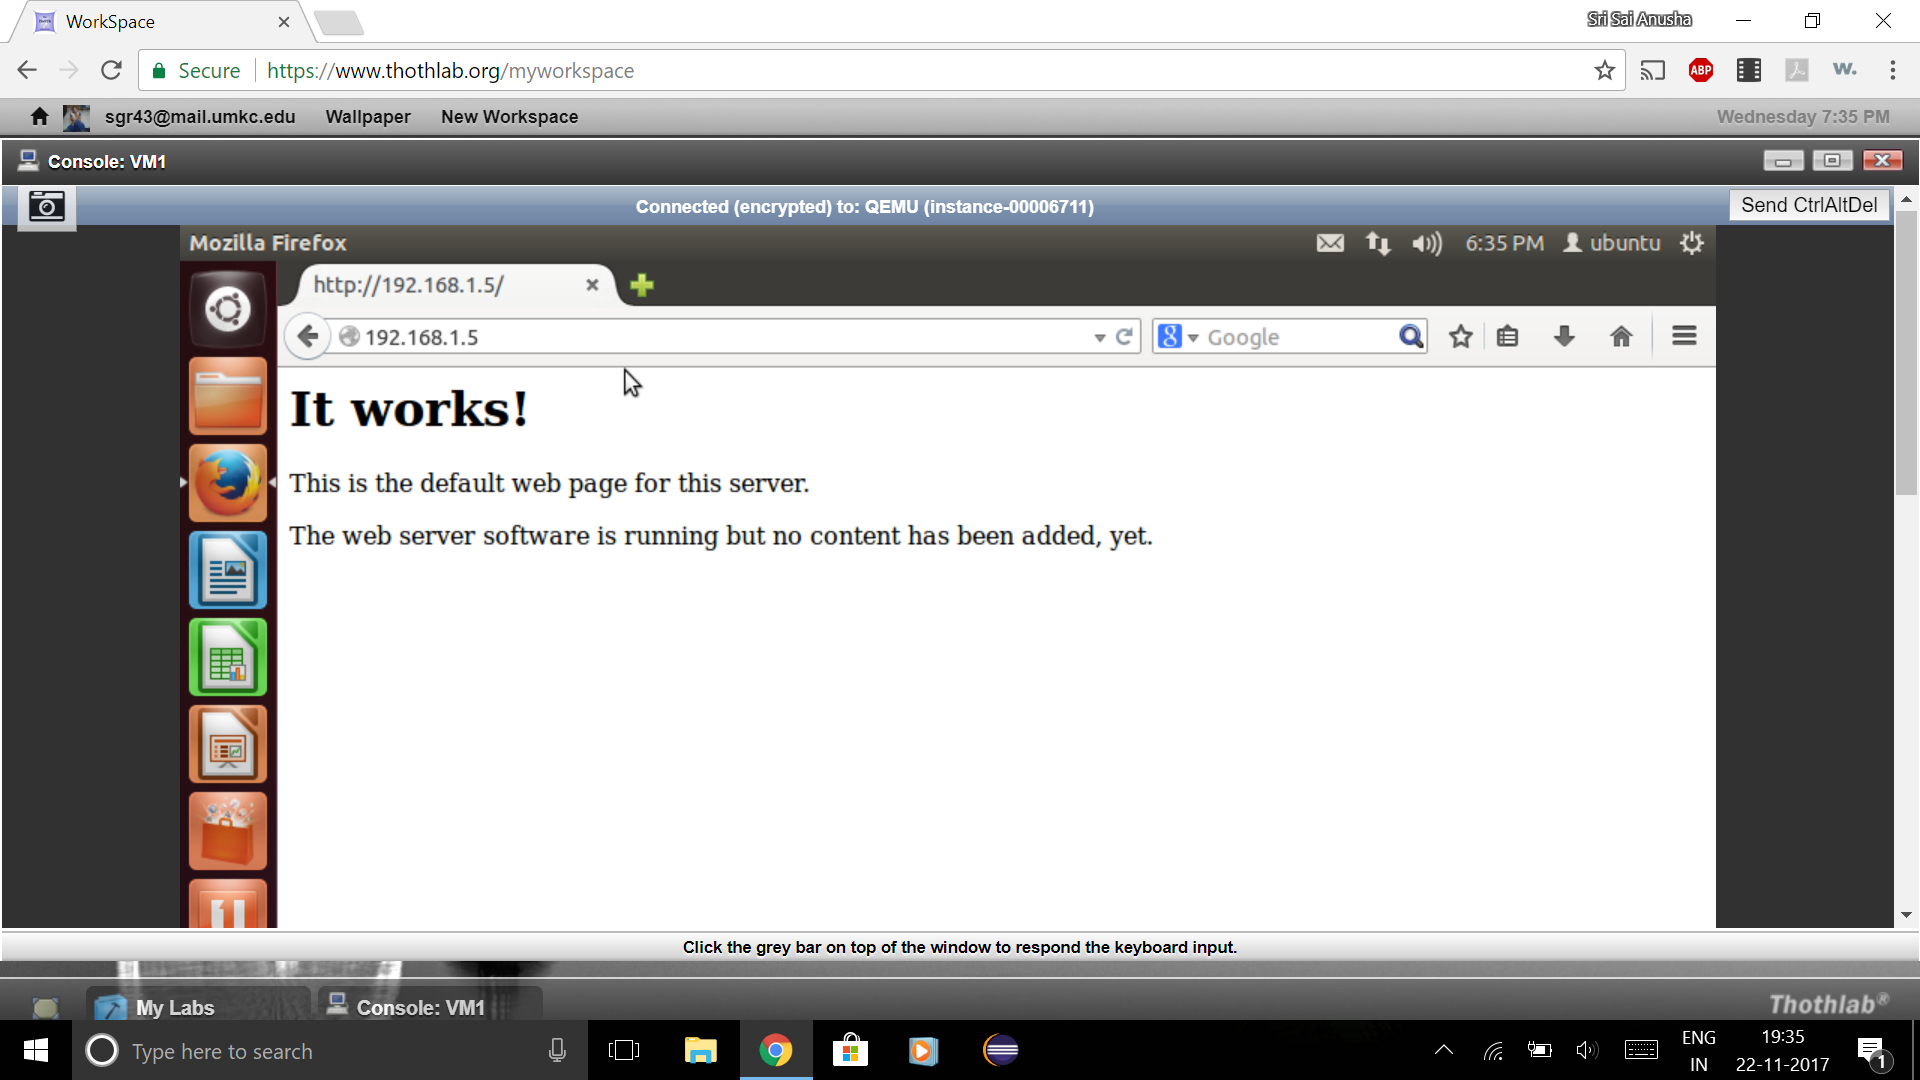 WorkSpace
Sri Sai Anusha
Secure
https://www.thothlab.org/myworkspace
ABP
W.
sgr43@mail.umkc.edu
Wallpaper
New Workspace
Wednesday 7:35 PM
Console: VM1
Connected (encrypted) to: QEMU (instance-00006711)
Send CtrlAltDel
Mozilla Firefox
6:35 PM
ubuntu
http://192.168.1.5/
192.168.1.5
8
Google
It works!
This is the default web page for this server.
The web server software is running but no content has been added, yet.
Click the grey bar on top of the window to respond the keyboard input.
My Labs
Console: VM1
Thothlab®
Type here to search
ENG
IN
19:35
22-11-2017
1